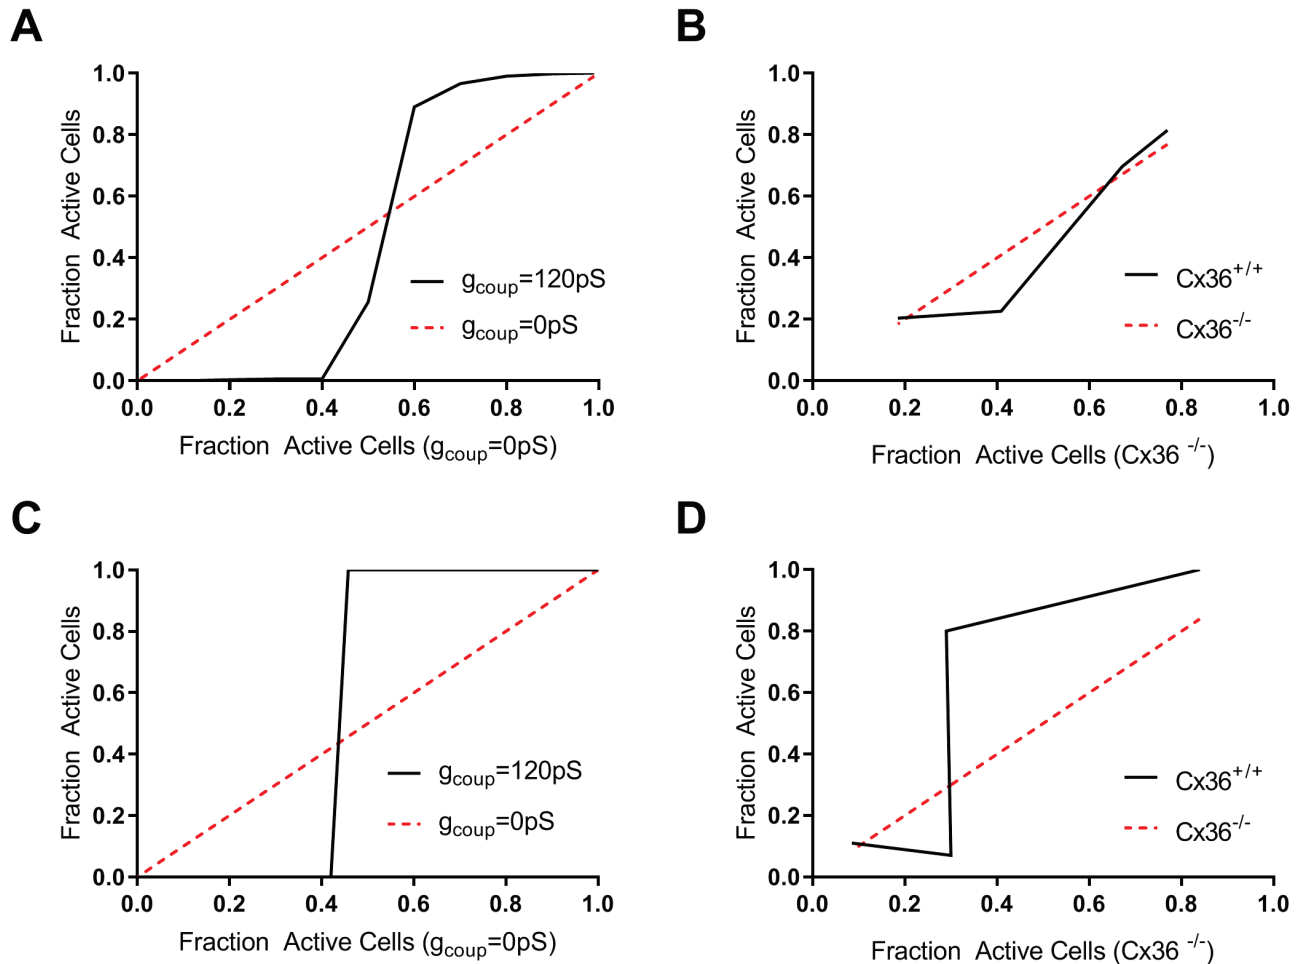 A
1.0
0.8
0.6
0.4
0.2
0.0
Fraction Active Cells
g_coup=120pS
g_coup=0pS
0.0 0.2 0.4 0.6 0.8 1.0
Fraction Active Cells (g_coup=0pS)
B
1.0
0.8
0.6
0.4
0.2
0.0
Fraction Active Cells
Cx36+/+
Cx36-/-
0.0 0.2 0.4 0.6 0.8 1.0
Fraction Active Cells (Cx36 -/-)
C
1.0
0.8
0.6
0.4
0.2
0.0
Fraction Active Cells
g_coup=120pS
g_coup=0pS
0.0 0.2 0.4 0.6 0.8 1.0
Fraction Active Cells (g_coup=0pS)
D
1.0
0.8
0.6
0.4
0.2
0.0
Fraction Active Cells
Cx36+/+
Cx36-/-
0.0 0.2 0.4 0.6 0.8 1.0
Fraction Active Cells (Cx36 -/-)